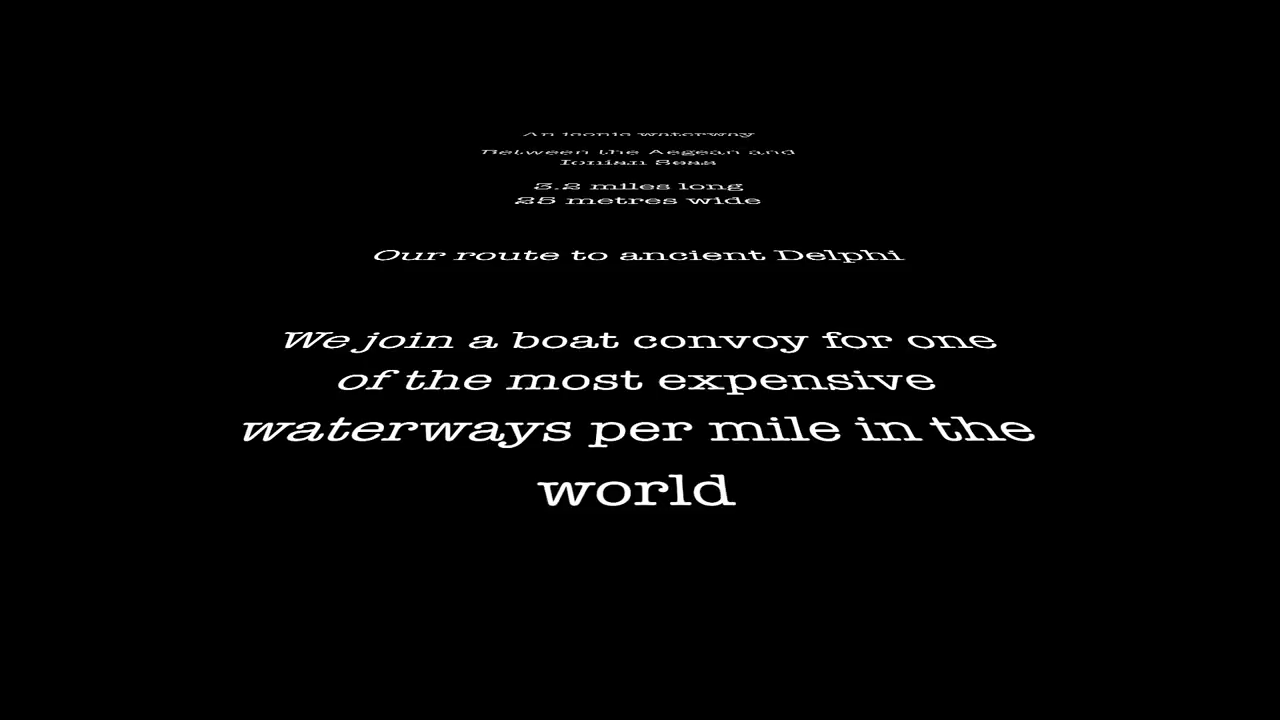 An iconic waterway
Between the Aegean and
Ionian Seas
3.2 miles long
25 metres wide
Our route to ancient Delphi
We join a boat convoy for one
of the most expensive
waterways per mile in the
world